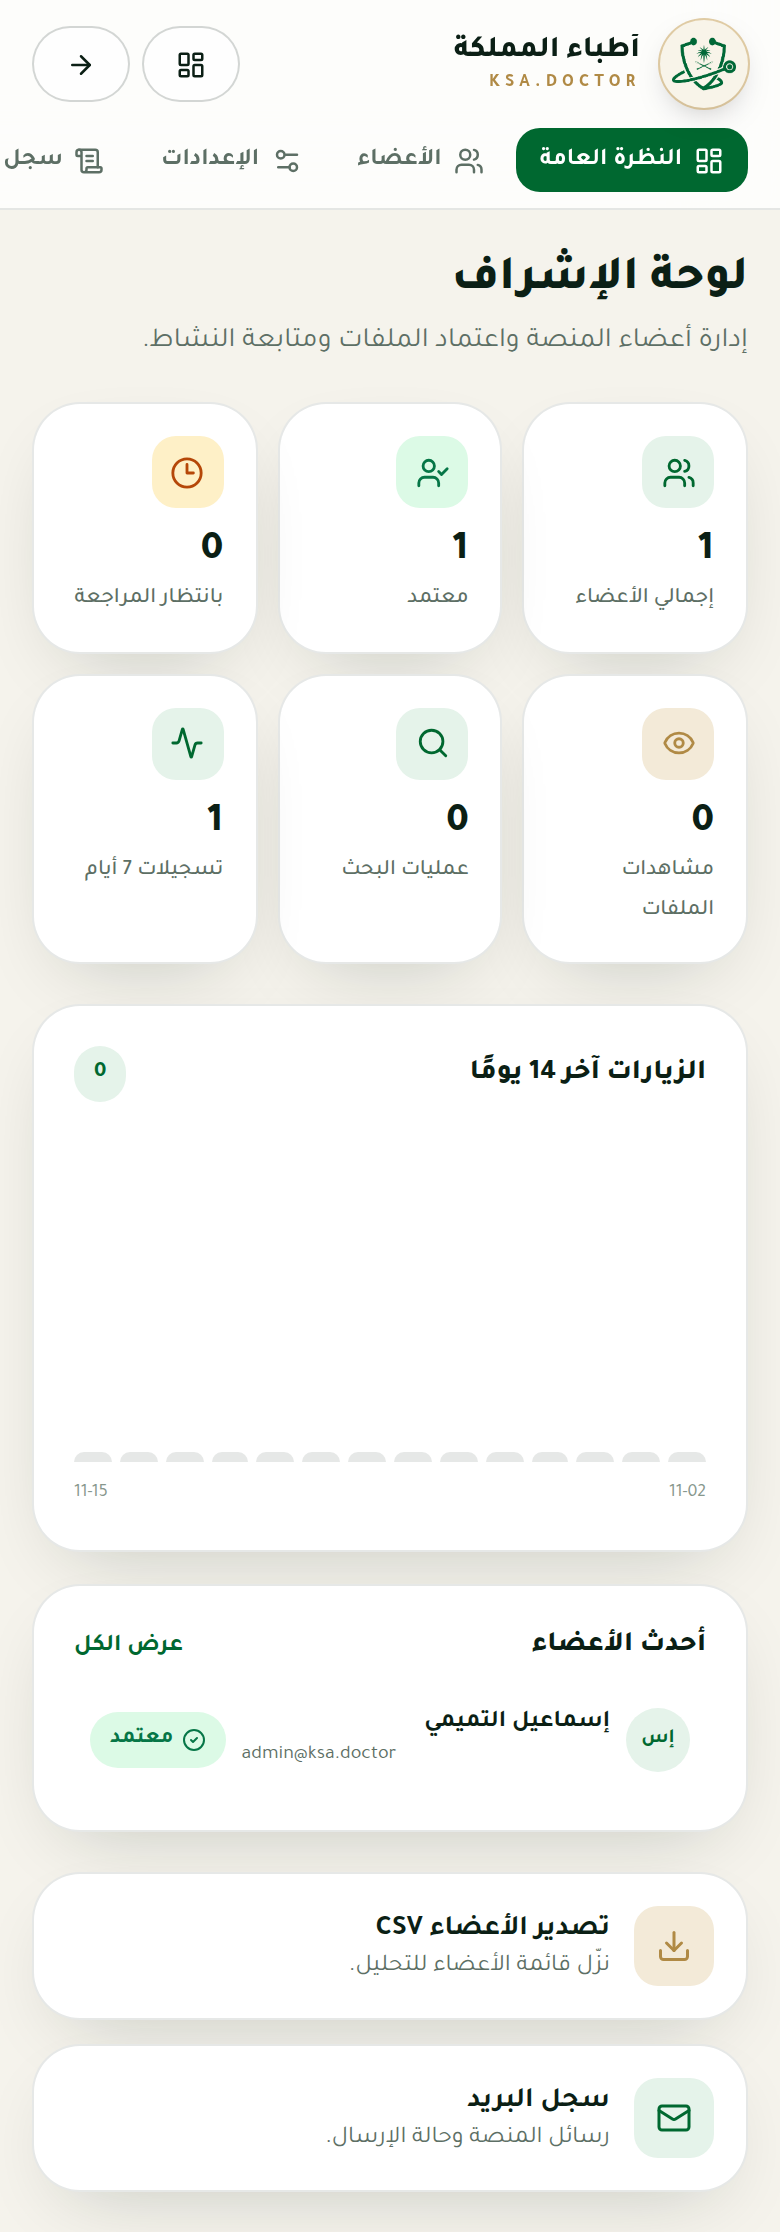 أطباء المملكة
KSA.DOCTOR
النظرة العامة
الأعضاء
الإعدادات
سجل
لوحة الإشراف
إدارة أعضاء المنصة واعتماد الملفات ومتابعة النشاط.
1
إجمالي الأعضاء
1
معتمد
0
بانتظار المراجعة
0
مشاهدات
الملفات
0
عمليات البحث
1
تسجيلات 7 أيام
الزيارات آخر 14 يومًا
0
11-02
11-15
أحدث الأعضاء
عرض الكل
إس
إسماعيل التميمي
admin@ksa.doctor
معتمد
تصدير الأعضاء CSV
نزّل قائمة الأعضاء للتحليل.
سجل البريد
رسائل المنصة وحالة الإرسال.